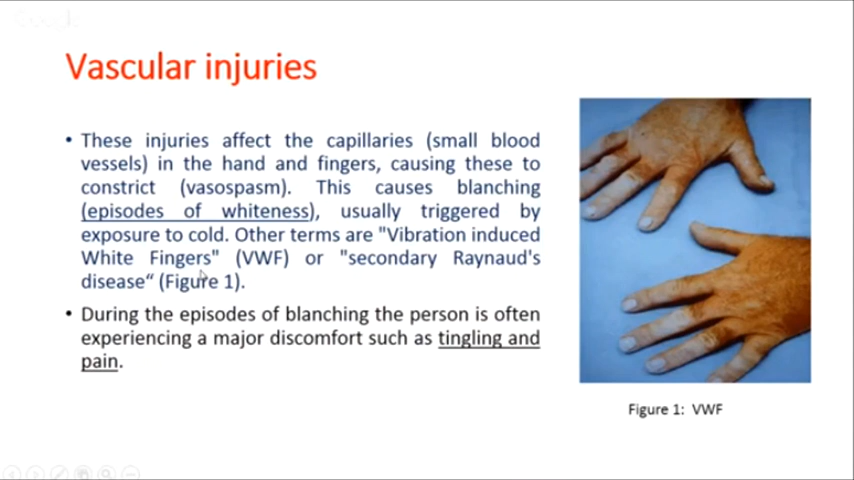 Vascular injuries
• These injuries affect the capillaries (small blood
vessels) in the hand and fingers, causing these to
constrict (vasospasm). This causes blanching
(episodes of whiteness), usually triggered by
exposure to cold. Other terms are "Vibration induced
White Fingers" (VWF) or "secondary Raynaud's
disease“ (Figure 1).
• During the episodes of blanching the person is often
experiencing a major discomfort such as tingling and
pain.
Figure 1: VWF